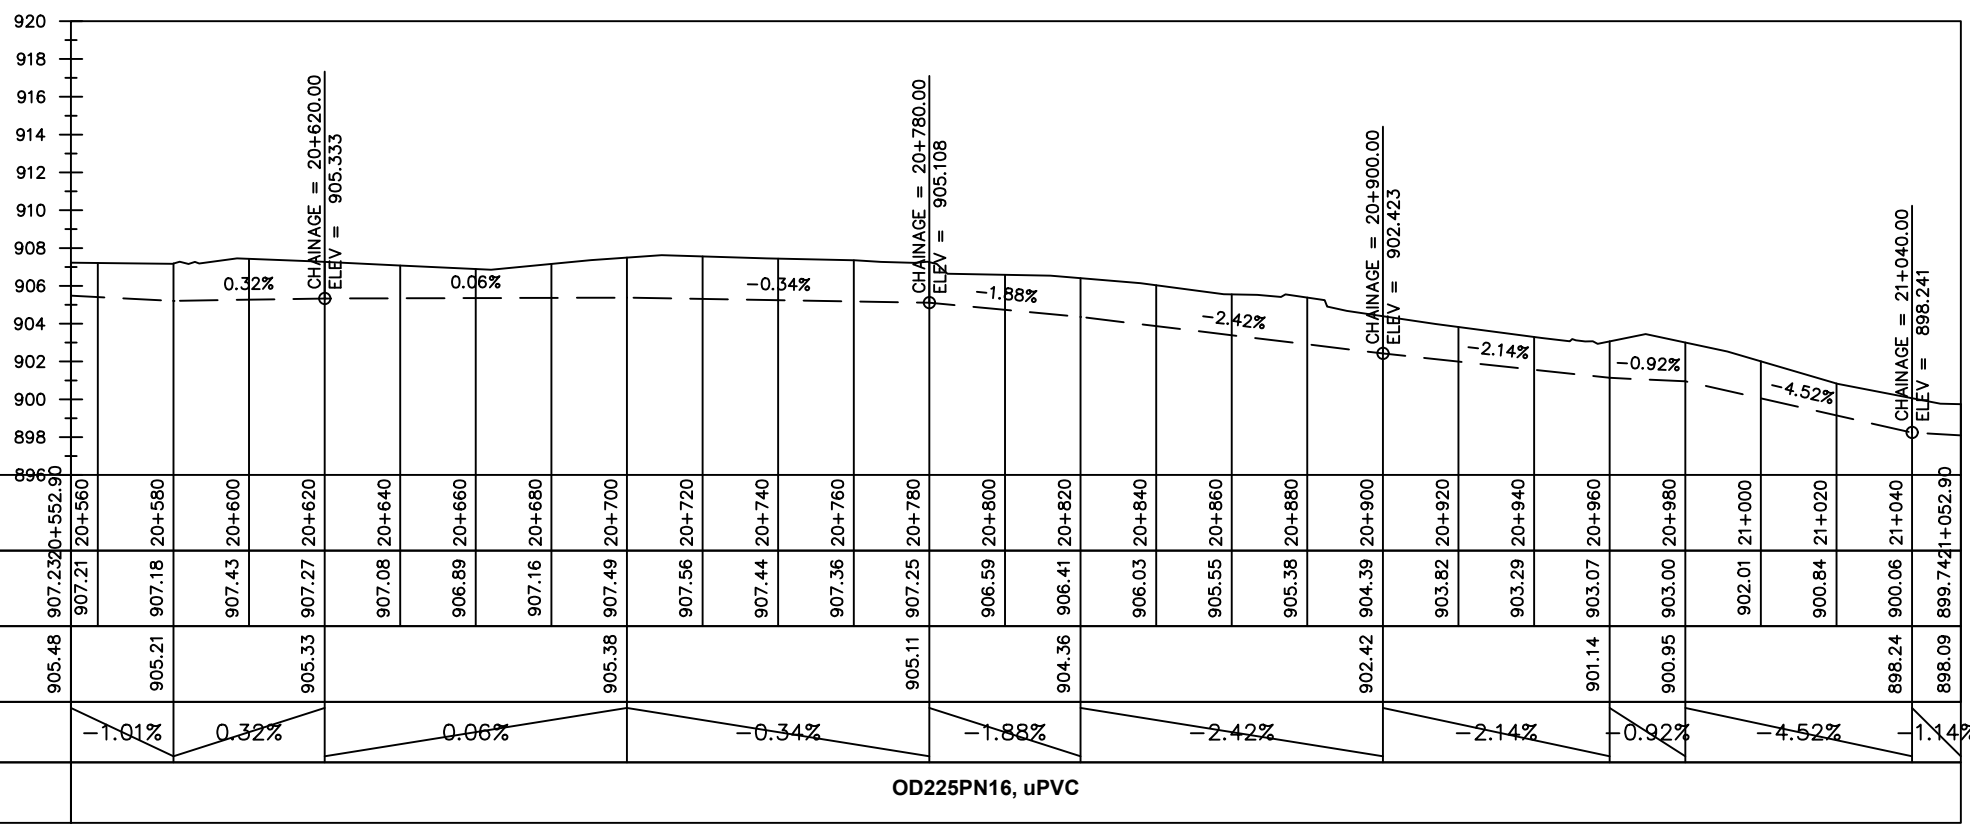 920
918
916
914
912
910
908
906
904
902
900
898
896
CHAINAGE = 20+620.00
ELEV = 905.333
CHAINAGE = 20+780.00
ELEV = 905.108
CHAINAGE = 20+900.00
ELEV = 902.423
CHAINAGE = 21+040.00
ELEV = 898.241
0.32% 0.06% -0.34% -1.88% -2.42% -2.14% -0.92% -4.52%
20+552.90 20+560 20+580 20+600 20+620 20+640 20+660 20+680 20+700 20+720 20+740 20+760 20+780 20+800 20+820 20+840 20+860 20+880 20+900 20+920 20+940 20+960 20+980 21+000 21+020 21+040 21+052.90
907.23 907.21 907.18 907.43 907.27 907.08 906.89 907.16 907.49 907.56 907.44 907.36 907.25 906.59 906.41 906.03 905.55 905.38 904.39 903.82 903.29 903.07 903.00 902.01 900.84 900.06 899.74
905.48 905.21 905.33 905.38 905.11 904.36 902.42 901.14 900.95 898.24 898.09
-1.01% 0.32% 0.06% -0.34% -1.88% -2.42% -2.14% -0.92% -4.52% -1.14%
OD225PN16, uPVC